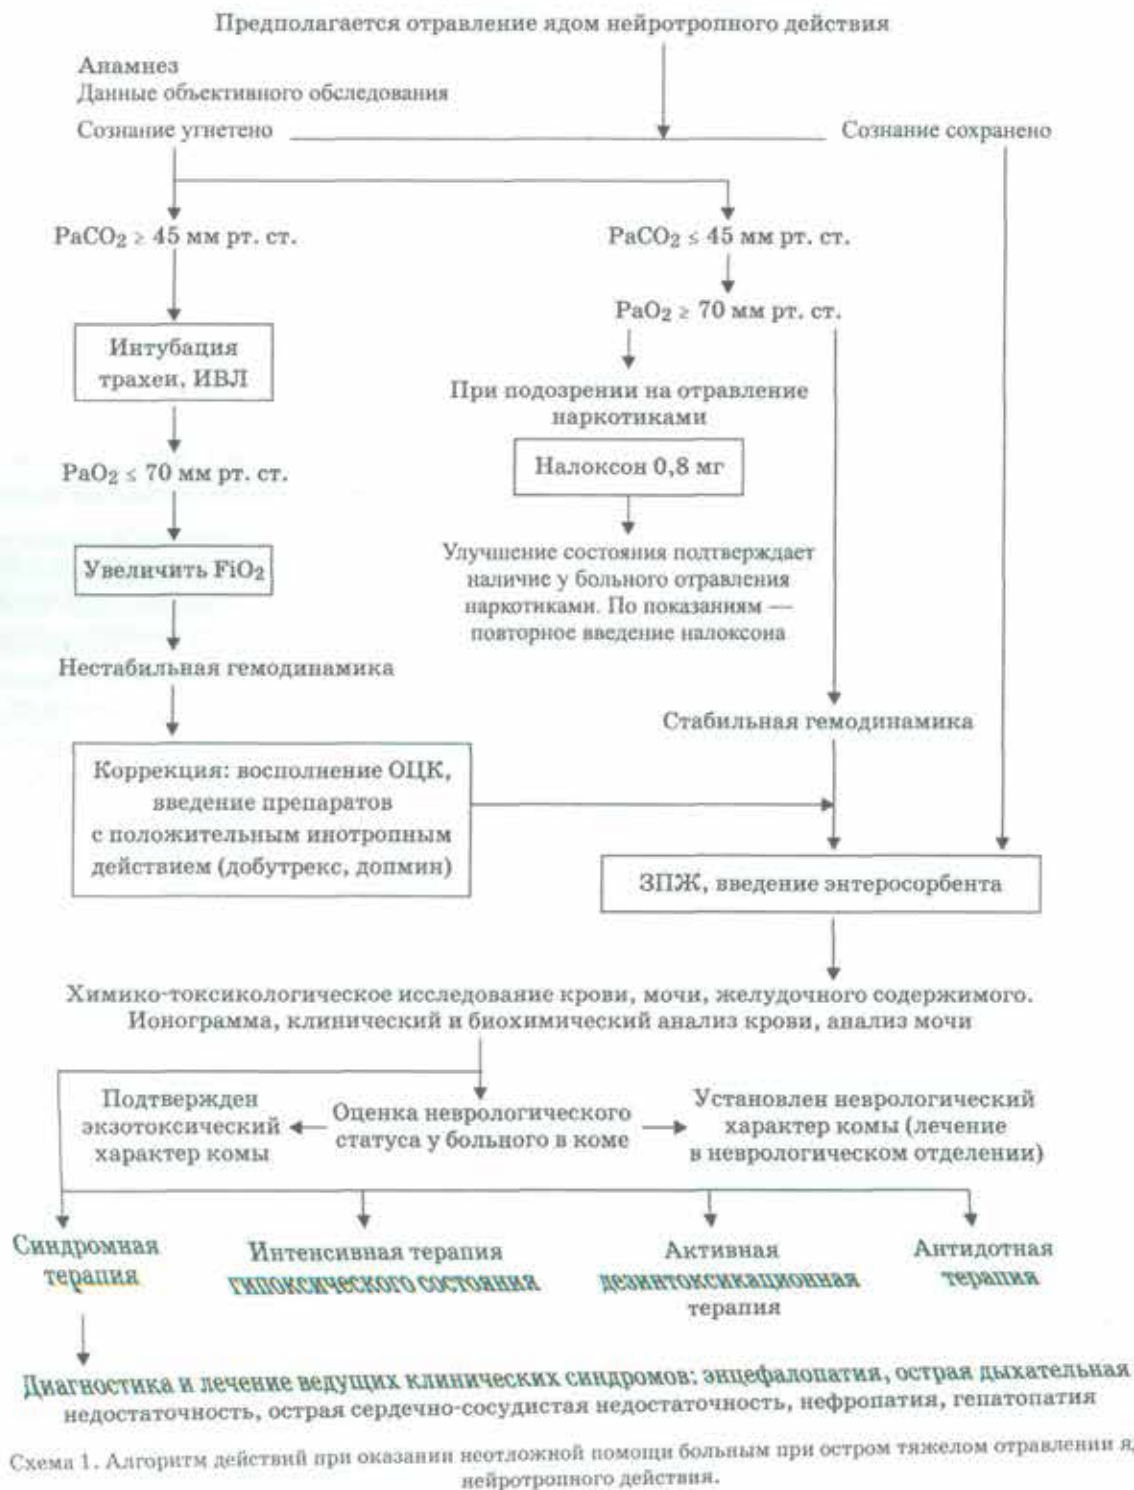 Предполагается отравление ядом нейротропного действия
Анамнез
Данные объективного обследования
Сознание угнетено
Сознание сохранено
PaCO2 ≥ 45 мм рт. ст.
PaCO2 ≤ 45 мм рт. ст.
PaO2 ≥ 70 мм рт. ст.
Интубация
трахеи, ИВЛ
При подозрении на отравление
наркотиками
PaO2 ≤ 70 мм рт. ст.
Налоксон 0,8 мг
Увеличить FiO2
Улучшение состояния подтверждает
наличие у больного отравления
наркотиками. По показаниям —
повторное введение налоксона
Нестабильная гемодинамика
Стабильная гемодинамика
Коррекция: восполнение ОЦК,
введение препаратов
с положительным инотропным
действием (добутрекс, допмин)
ЗПЖ, введение энтеросорбента
Химико-токсикологическое исследование крови, мочи, желудочного содержимого.
Ионограмма, клинический и биохимический анализ крови, анализ мочи
Подтвержден
экзотоксический
характер комы
Оценка неврологического
статуса у больного в коме
Установлен неврологический
характер комы (лечение
в неврологическом отделении)
Синдромная
терапия
Интенсивная терапия
гипоксического состояния
Активная
дезинтоксикационная
терапия
Антидотная
терапия
Диагностика и лечение ведущих клинических синдромов: энцефалопатия, острая дыхательная
недостаточность, острая сердечно-сосудистая недостаточность, нефропатия, гепатопатия
Схема 1. Алгоритм действий при оказании неотложной помощи больным при остром тяжелом отравлении
нейротропного действия.